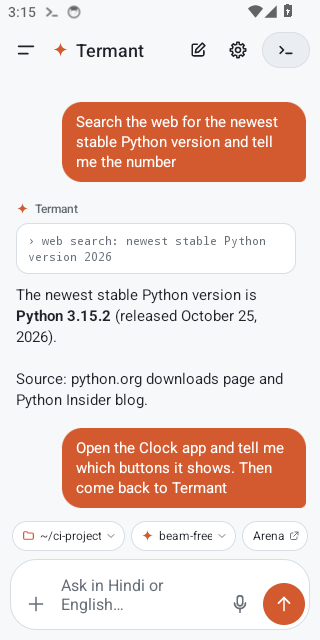 3:15
Termant
Search the web for the newest
stable Python version and tell
me the number
Termant
› web search: newest stable Python
version 2026
The newest stable Python version is
Python 3.15.2 (released October 25,
2026).
Source: python.org downloads page and
Python Insider blog.
Open the Clock app and tell me
which buttons it shows. Then
come back to Termant
~/ci-project
beam-free
Arena
Ask in Hindi or
English…